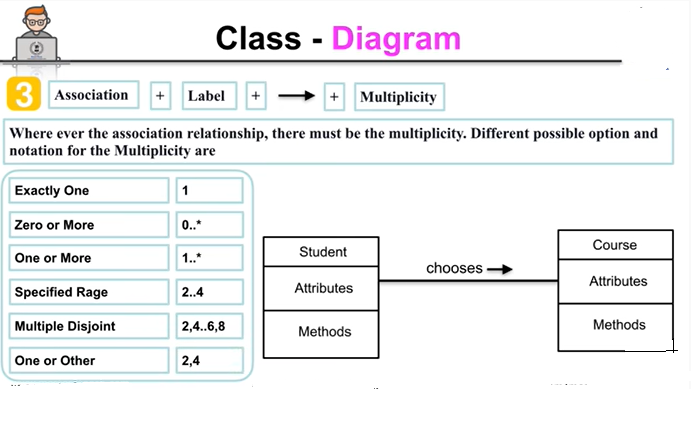 Class - Diagram
3 Association + Label + + Multiplicity
Where ever the association relationship, there must be the multiplicity. Different possible option and
notation for the Multiplicity are
Exactly One 1
Zero or More 0..*
One or More 1..*
Specified Rage 2..4
Multiple Disjoint 2,4..6,8
One or Other 2,4
Student
Attributes
Methods
chooses
Course
Attributes
Methods